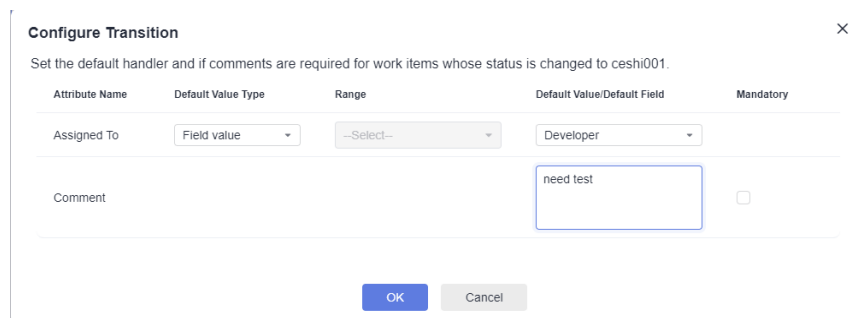 Configure Transition
Set the default handler and if comments are required for work items whose status is changed to ceshi001.
Attribute Name Default Value Type Range Default Value/Default Field Mandatory
Assigned To Field value --Select-- Developer
need test
Comment
OK Cancel